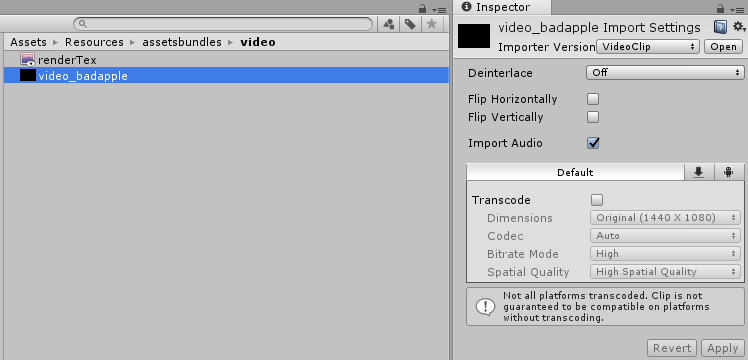 Assets ▸ Resources ▸ assetsbundles ▸ video
renderTex
video_badapple
Inspector
video_badapple Import Settings
Importer Version VideoClip Open
Deinterlace Off
Flip Horizontally
Flip Vertically
Import Audio
Default
Transcode
Dimensions Original (1440 X 1080)
Codec Auto
Bitrate Mode High
Spatial Quality High Spatial Quality
Not all platforms transcoded. Clip is not
guaranteed to be compatible on platforms
without transcoding.
Revert Apply